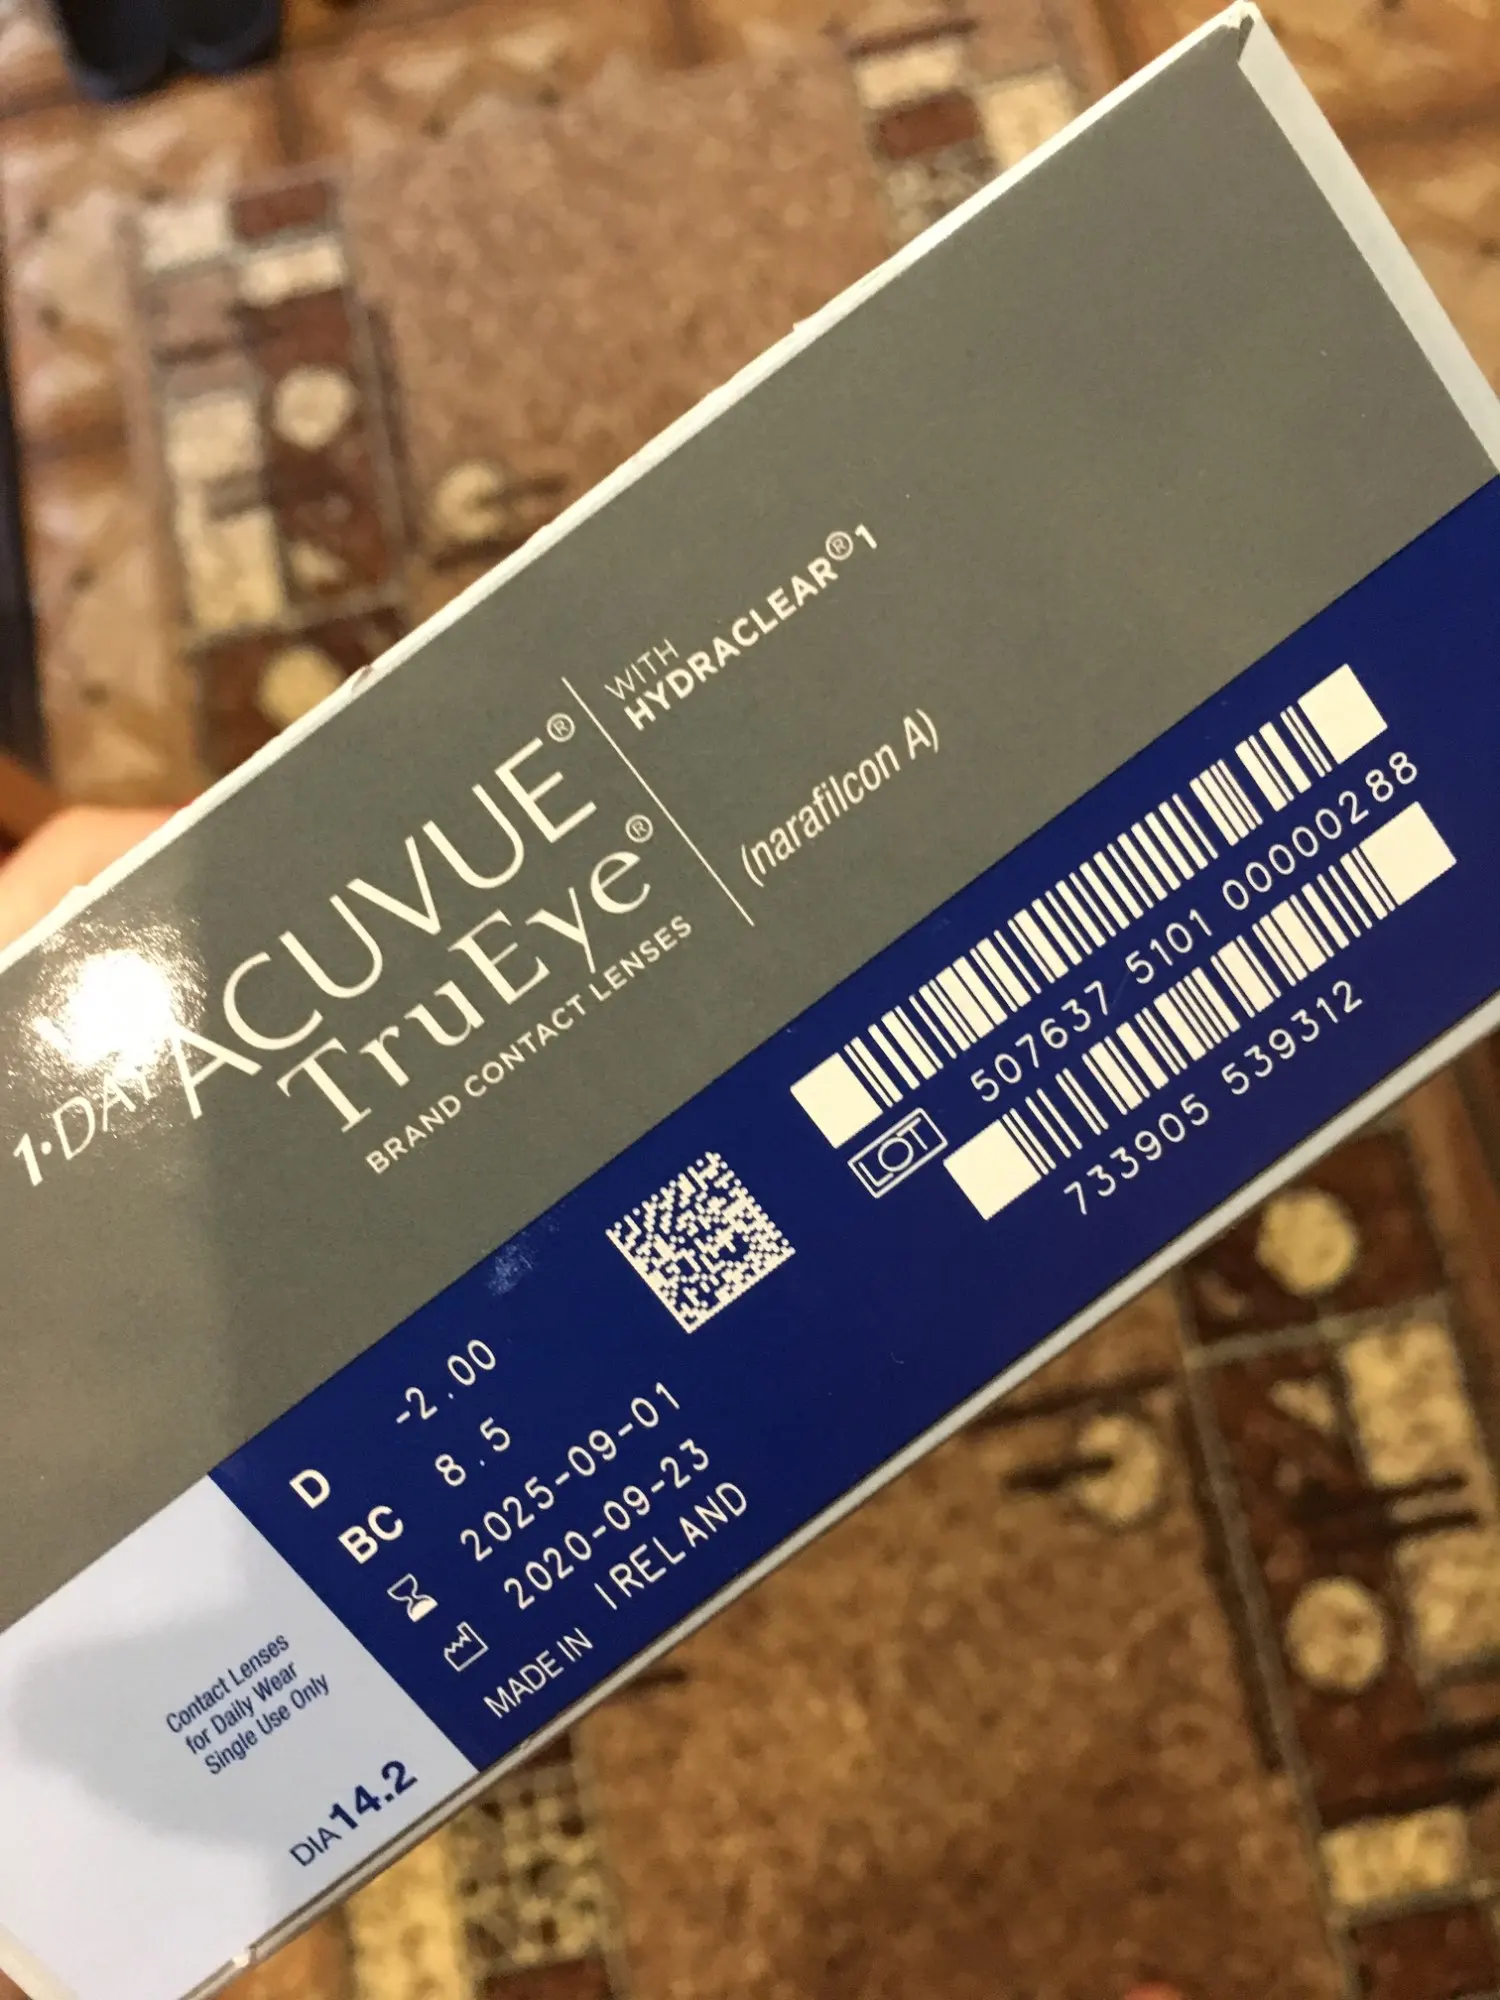 1·DAY ACUVUE®
TruEye®
BRAND CONTACT LENSES
WITH
HYDRACLEAR® 1
(narafilcon A)
507637 5101 00000288
LOT
733905 539312
D -2.00
BC 8.5
2025-09-01
2020-09-23
MADE IN IRELAND
Contact Lenses
for Daily Wear
Single Use Only
DIA 14.2